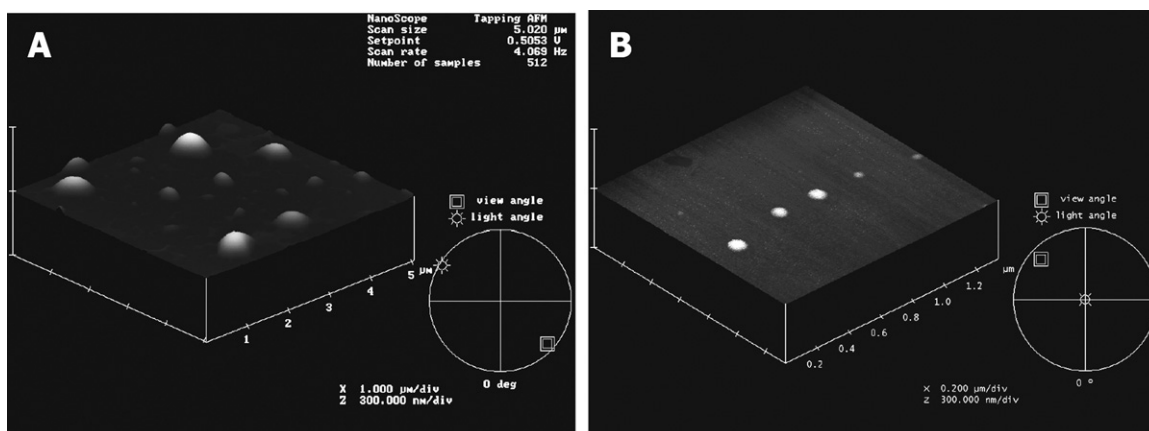 A
NanoScope Tapping AFM
Scan size 5.020 µm
Setpoint 0.5053 V
Scan rate 4.069 Hz
Number of samples 512
view angle
light angle
µm
5
4
3
2
1
0 deg
X 1.000 µm/div
Z 300.000 nm/div
B
view angle
light angle
µm
1.2
1.0
0.8
0.6
0.4
0.2
0 °
X 0.200 µm/div
Z 300.000 nm/div